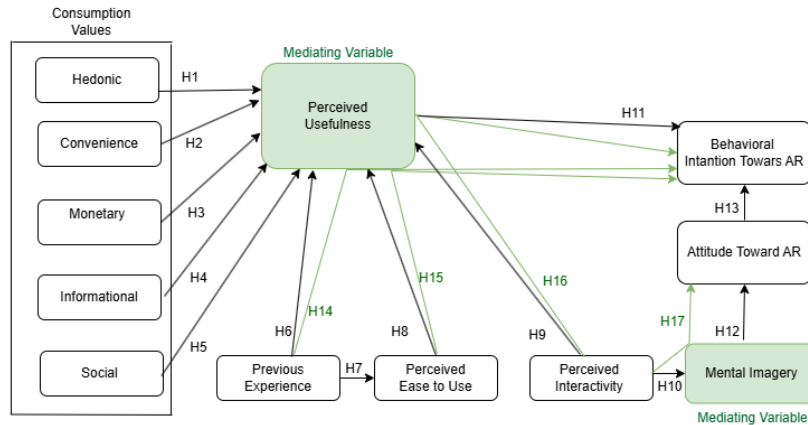 Consumption
Values
Mediating Variable
Hedonic
H1
Perceived
Usefulness
H11
Convenience
H2
Behavioral
Intantion Towars AR
Monetary
H3
H13
Attitude Toward AR
H4
H15
H16
Informational
H14
H17
H6
H8
H9
H12
H5
Social
Previous
Experience
H7
Perceived
Ease to Use
Perceived
Interactivity
H10
Mental Imagery
Mediating Variable